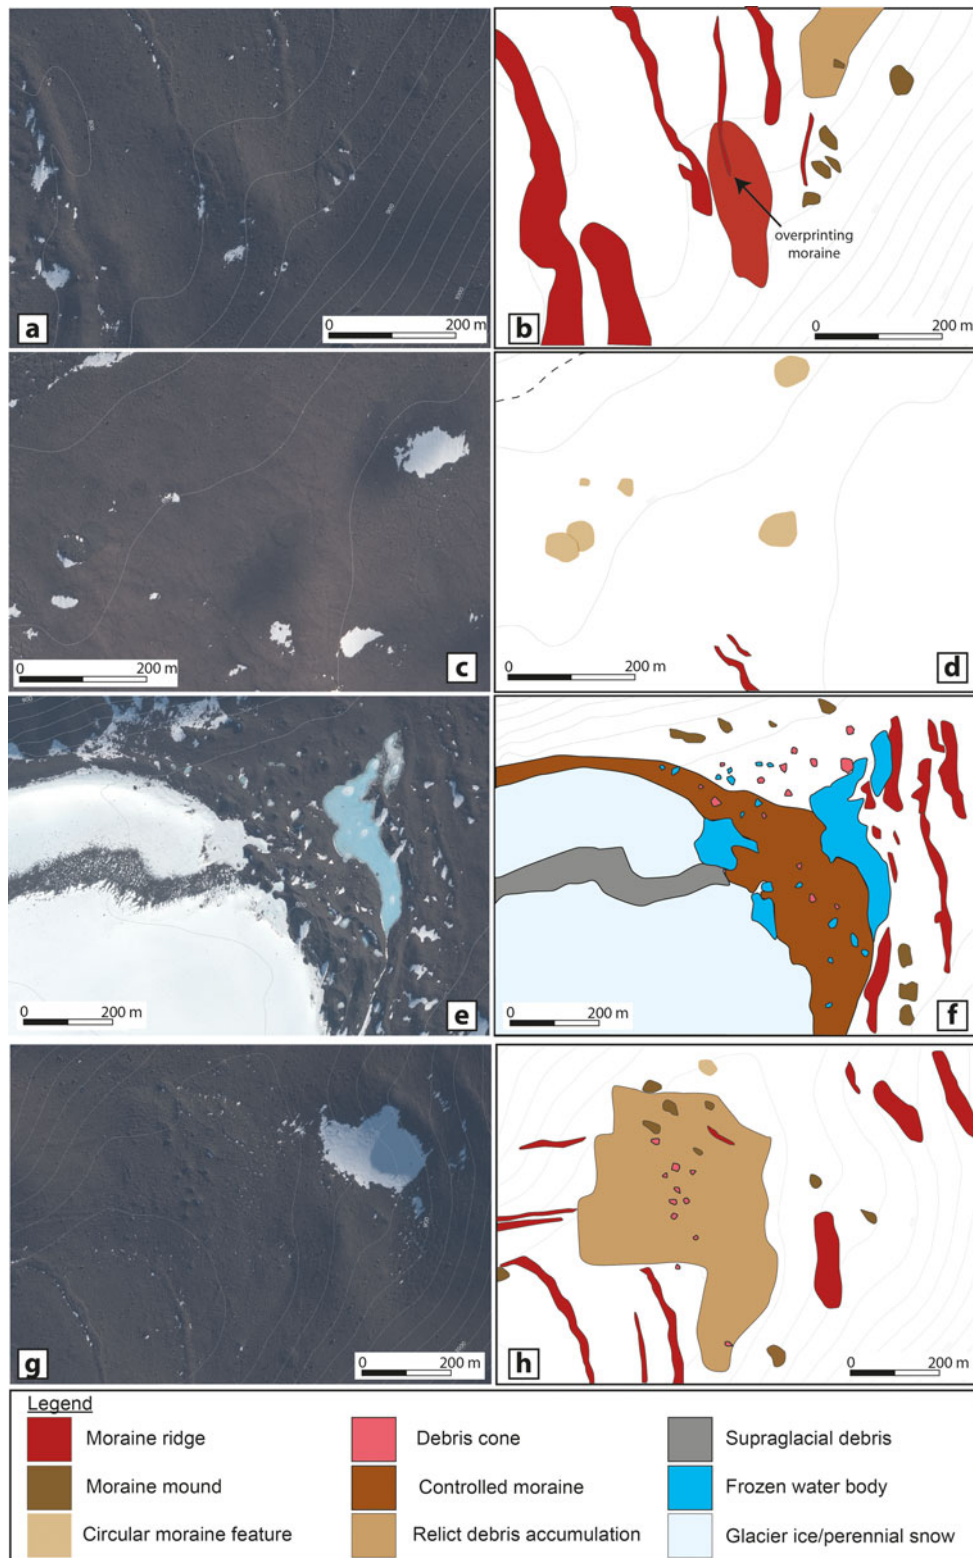 a
0 200 m
1000
b
overprinting
moraine
0 200 m
c
0 200 m
d
0 200 m
e
0 200 m
f
0 200 m
g
0 200 m
h
0 200 m
Legend
Moraine ridge
Debris cone
Supraglacial debris
Moraine mound
Controlled moraine
Frozen water body
Circular moraine feature
Relict debris accumulation
Glacier ice/perennial snow